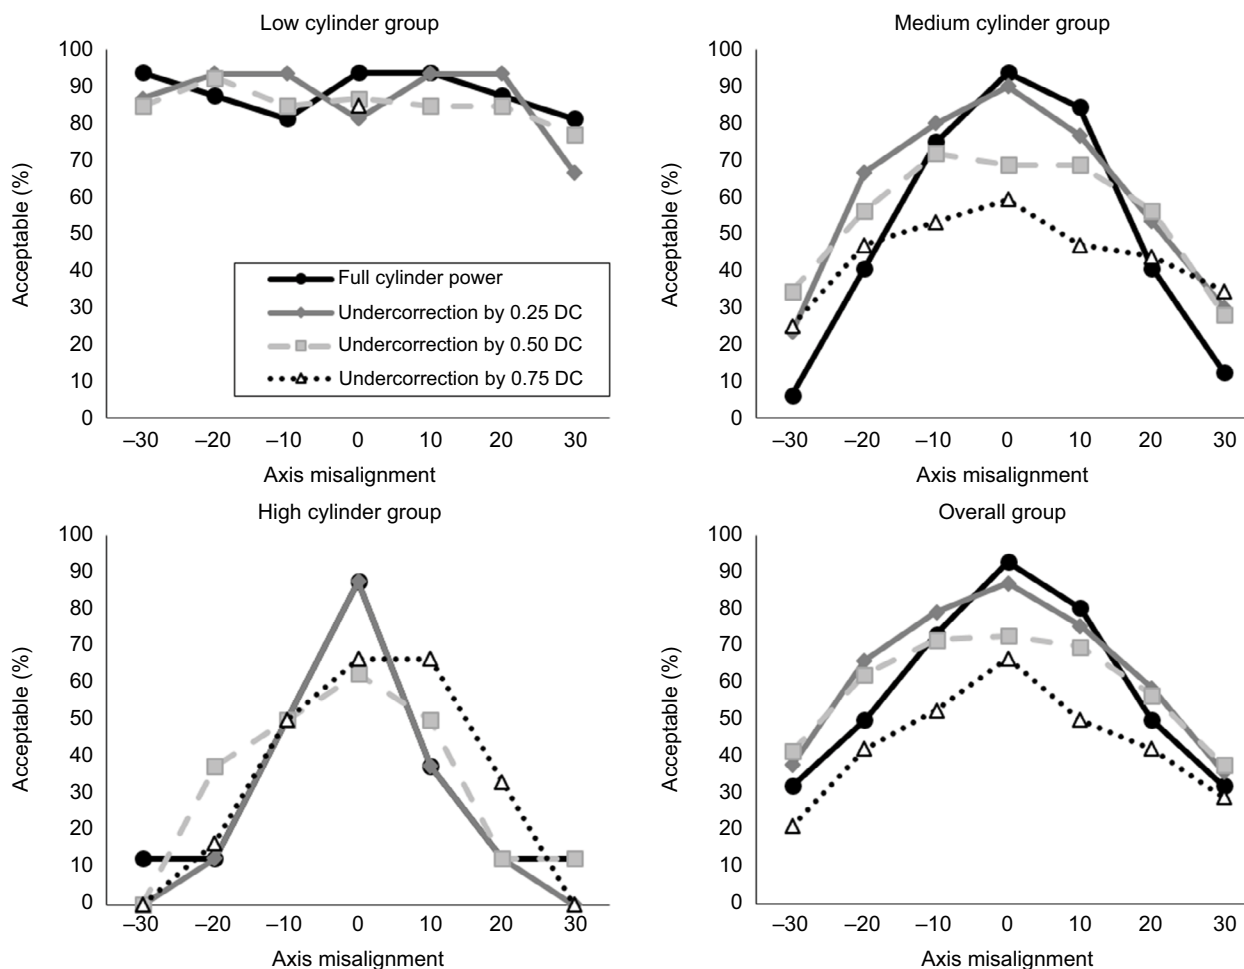 Low cylinder group
100
90
80
70
60
50
40
30
20
10
0
Acceptable (%)
Full cylinder power
Undercorrection by 0.25 DC
Undercorrection by 0.50 DC
Undercorrection by 0.75 DC
–30 –20 –10 0 10 20 30
Axis misalignment
Medium cylinder group
100
90
80
70
60
50
40
30
20
10
0
Acceptable (%)
–30 –20 –10 0 10 20 30
Axis misalignment
High cylinder group
100
90
80
70
60
50
40
30
20
10
0
Acceptable (%)
–30 –20 –10 0 10 20 30
Axis misalignment
Overall group
100
90
80
70
60
50
40
30
20
10
0
Acceptable (%)
–30 –20 –10 0 10 20 30
Axis misalignment